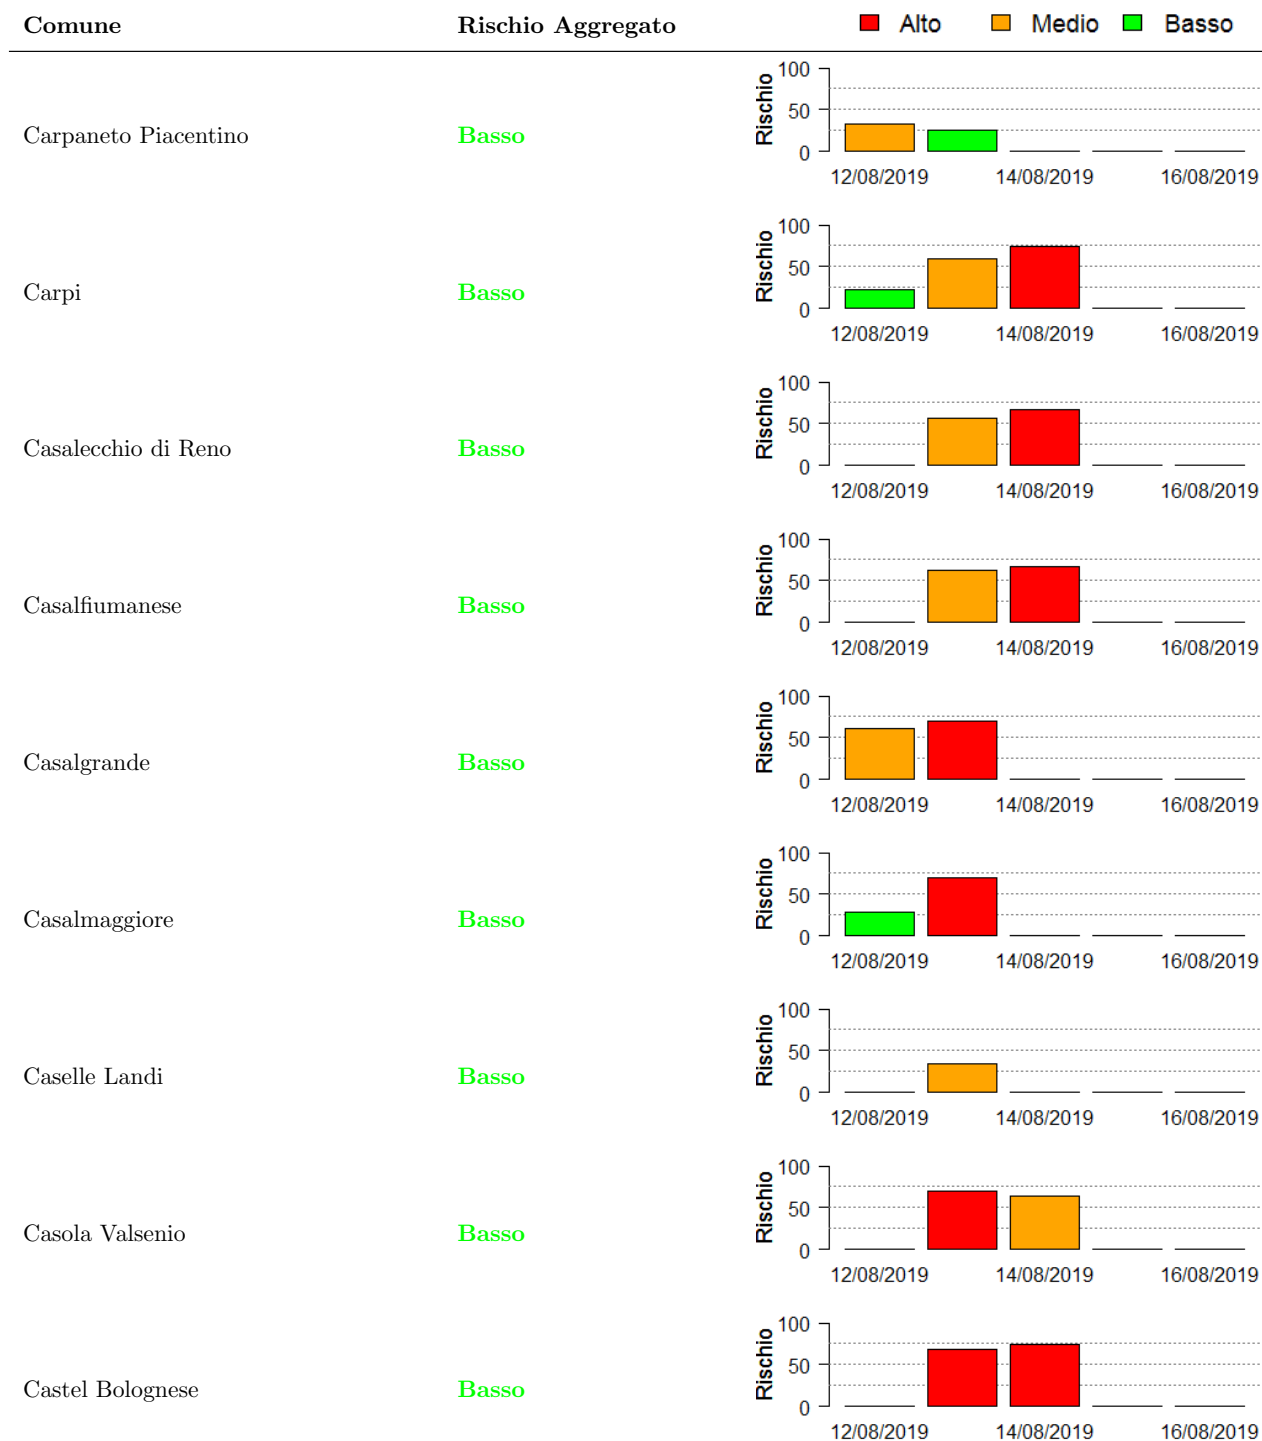 Comune Rischio Aggregato Alto Medio Basso
100
50
0
Rischio
Carpaneto Piacentino Basso
12/08/2019 14/08/2019 16/08/2019
100
50
0
Rischio
Carpi Basso
12/08/2019 14/08/2019 16/08/2019
100
50
0
Rischio
Casalecchio di Reno Basso
12/08/2019 14/08/2019 16/08/2019
100
50
0
Rischio
Casalfiumanese Basso
12/08/2019 14/08/2019 16/08/2019
100
50
0
Rischio
Casalgrande Basso
12/08/2019 14/08/2019 16/08/2019
100
50
0
Rischio
Casalmaggiore Basso
12/08/2019 14/08/2019 16/08/2019
100
50
0
Rischio
Caselle Landi Basso
12/08/2019 14/08/2019 16/08/2019
100
50
0
Rischio
Casola Valsenio Basso
12/08/2019 14/08/2019 16/08/2019
100
50
0
Rischio
Castel Bolognese Basso
12/08/2019 14/08/2019 16/08/2019